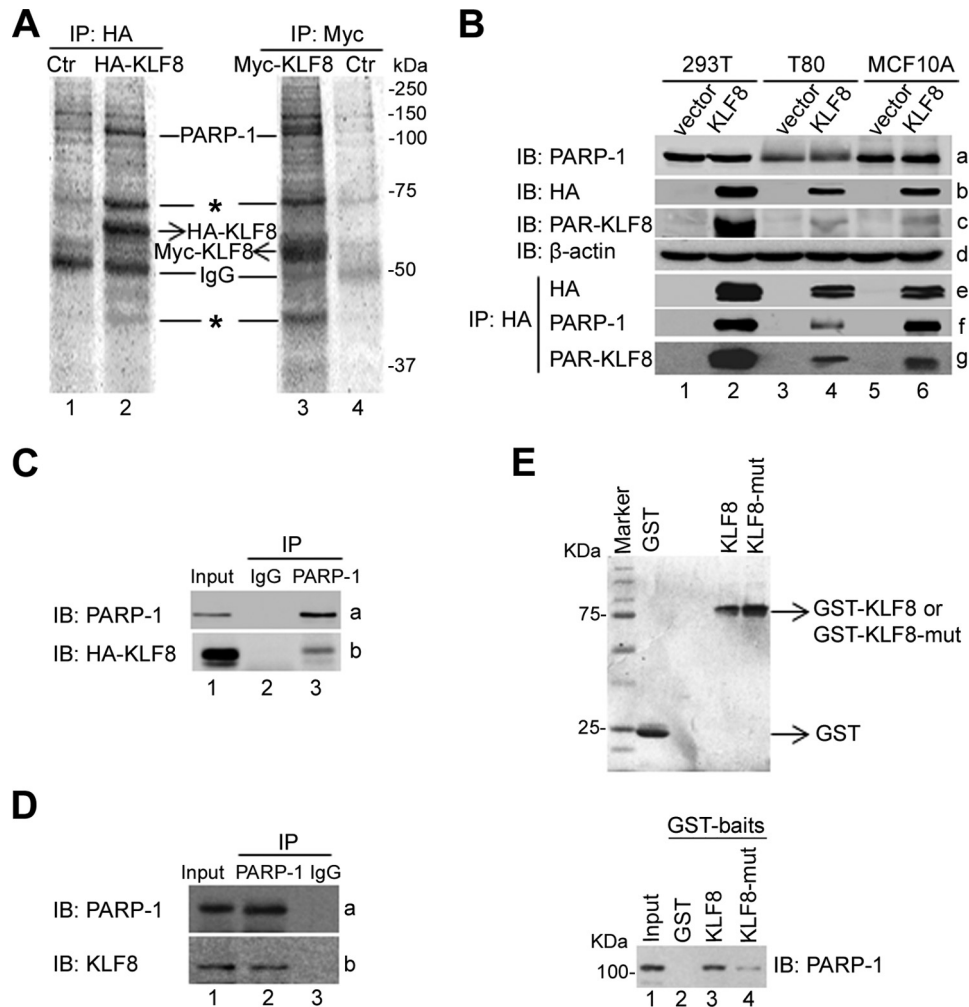 A
IP: HA
Ctr HA-KLF8
IP: Myc
Myc-KLF8 Ctr
kDa
-250
-150
-100
-75
-50
-37
PARP-1
*
HA-KLF8
Myc-KLF8
IgG
*
1 2 3 4
B
293T T80 MCF10A
vector KLF8 vector KLF8 vector KLF8
IB: PARP-1 a
IB: HA b
IB: PAR-KLF8 c
IB: β-actin d
IP: HA
HA e
PARP-1 f
PAR-KLF8 g
1 2 3 4 5 6
C
IP
Input IgG PARP-1
IB: PARP-1 a
IB: HA-KLF8 b
1 2 3
D
IP
Input PARP-1 IgG
IB: PARP-1 a
IB: KLF8 b
1 2 3
E
KDa Marker GST KLF8 KLF8-mut
75-
GST-KLF8 or
GST-KLF8-mut
25-
GST
GST-baits
KDa Input GST KLF8 KLF8-mut
100-
IB: PARP-1
1 2 3 4